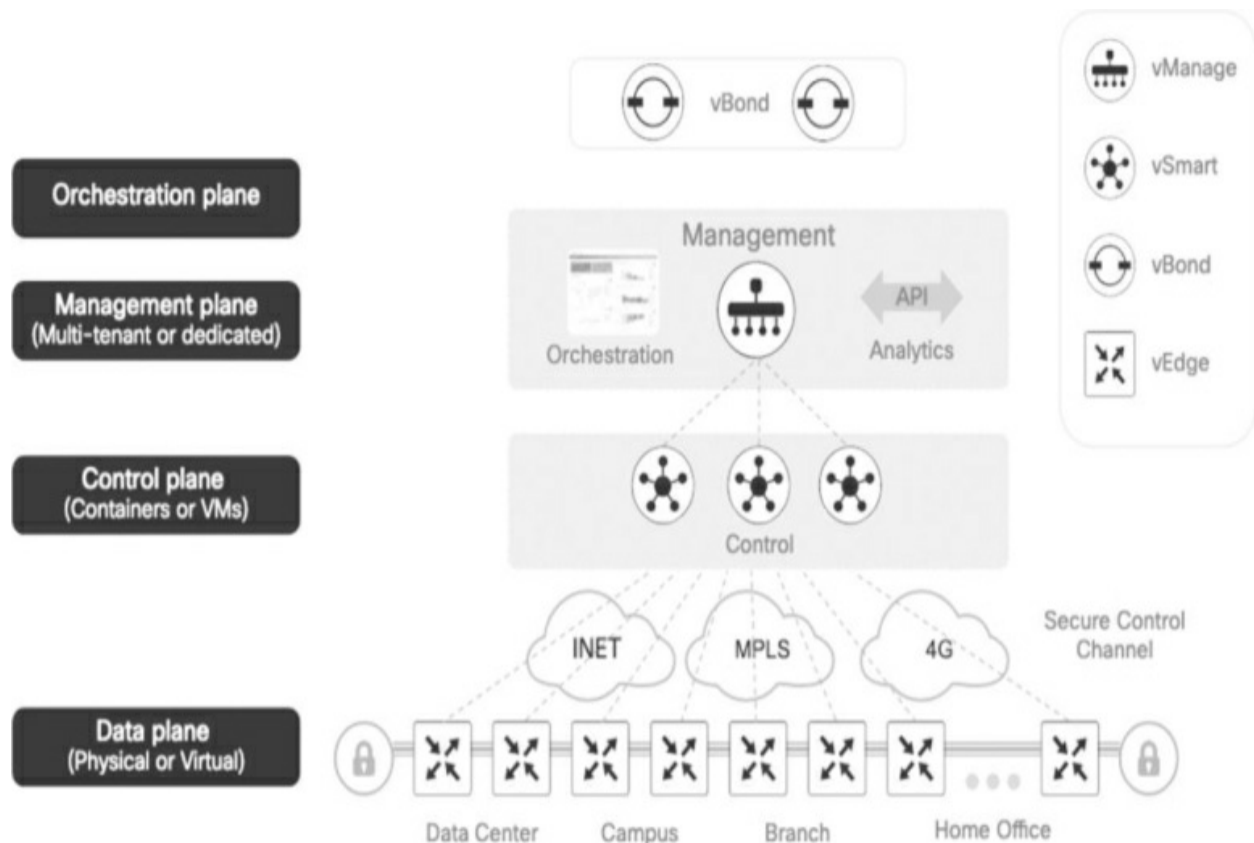 vBond
vManage
vSmart
vBond
vEdge
Orchestration plane
Management plane
(Multi-tenant or dedicated)
Management
Orchestration
API
Analytics
Control plane
(Containers or VMs)
Control
INET
MPLS
4G
Secure Control
Channel
Data plane
(Physical or Virtual)
Data Center
Campus
Branch
Home Office